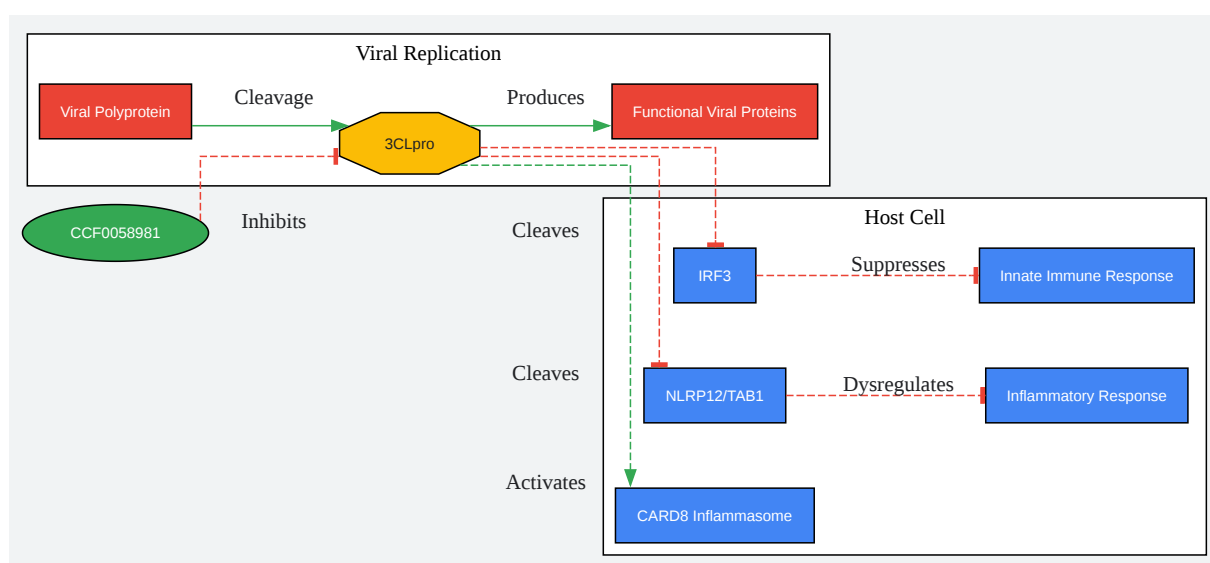 Viral Replication
Viral Polyprotein
Cleavage
3CLpro
Produces
Functional Viral Proteins
CCF0058981
Inhibits
Host Cell
Cleaves
IRF3
Suppresses
Innate Immune Response
Cleaves
NLRP12/TAB1
Dysregulates
Inflammatory Response
Activates
CARD8 Inflammasome